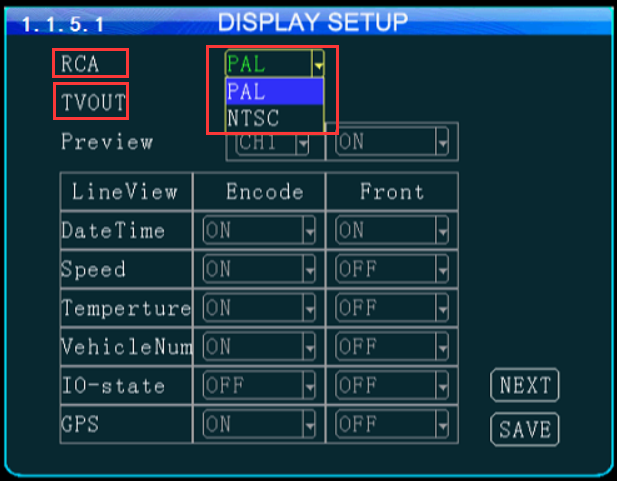 1.1.5.1 DISPLAY SETUP
RCA PAL
PAL
TVOUT
NTSC
Preview CH1 ON
LineView Encode Front
DateTime ON ON
Speed ON OFF
Temperture ON OFF
VehicleNum ON OFF
IO-state OFF OFF
NEXT
GPS ON OFF
SAVE